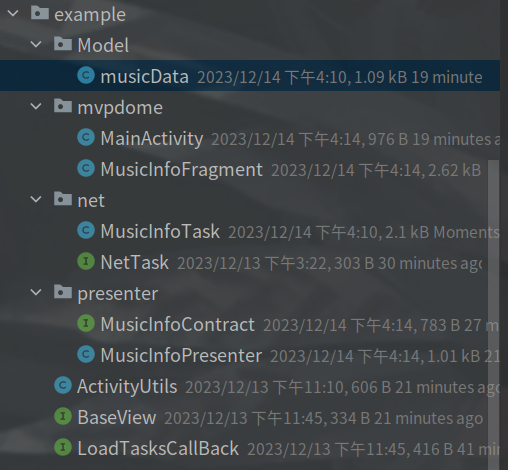 example
Model
musicData 2023/12/14 下午4:10, 1.09 kB 19 minute
mvpdome
MainActivity 2023/12/14 下午4:14, 976 B 19 minutes a
MusicInfoFragment 2023/12/14 下午4:14, 2.62 kB
net
MusicInfoTask 2023/12/14 下午4:10, 2.1 kB Moments
NetTask 2023/12/13 下午3:22, 303 B 30 minutes ago
presenter
MusicInfoContract 2023/12/14 下午4:14, 783 B 27 m
MusicInfoPresenter 2023/12/14 下午4:14, 1.01 kB 21
ActivityUtils 2023/12/13 下午11:10, 606 B 21 minutes ago
BaseView 2023/12/13 下午11:45, 334 B 21 minutes ago
LoadTasksCallBack 2023/12/13 下午11:45, 416 B 41 min